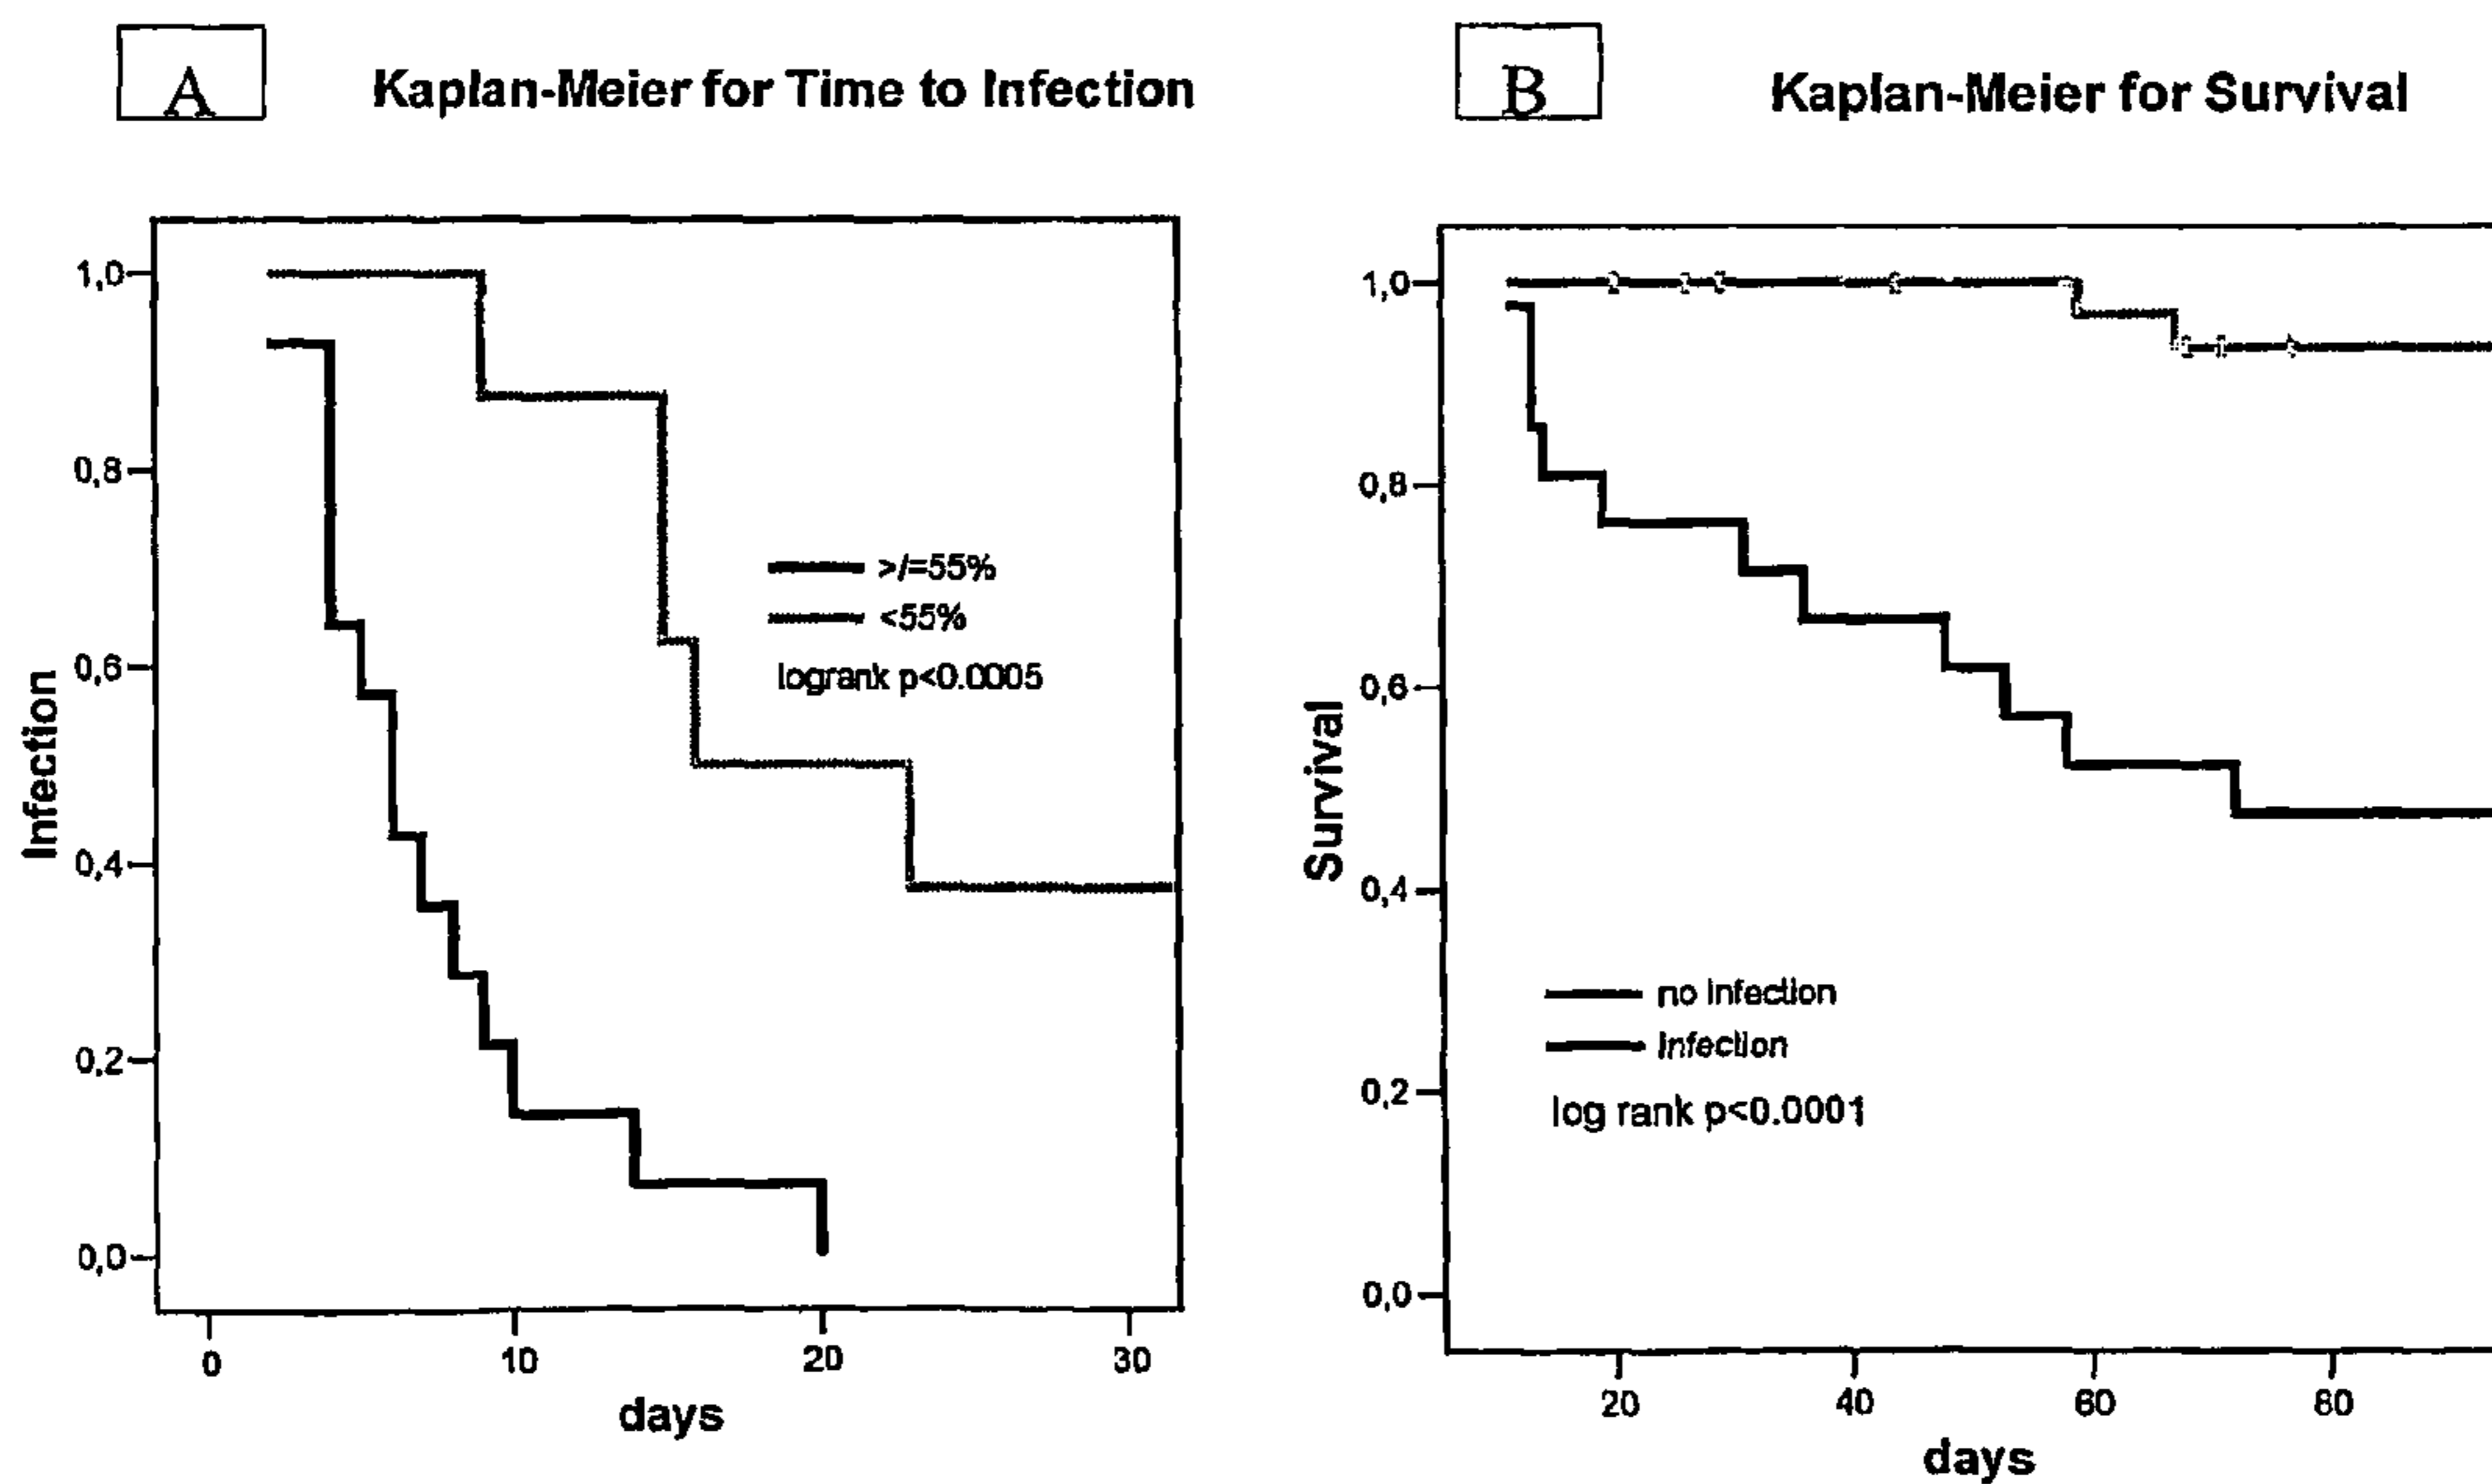 A
Kaplan-Meier for Time to Infection
Infection
1,0
0,8
0,6
0,4
0,2
0,0
>/=55%
<55%
logrank p<0.0005
0 10 20 30
days
B
Kaplan-Meier for Survival
Survival
1,0
0,8
0,6
0,4
0,2
0,0
no infection
infection
log rank p<0.0001
20 40 60 80
days